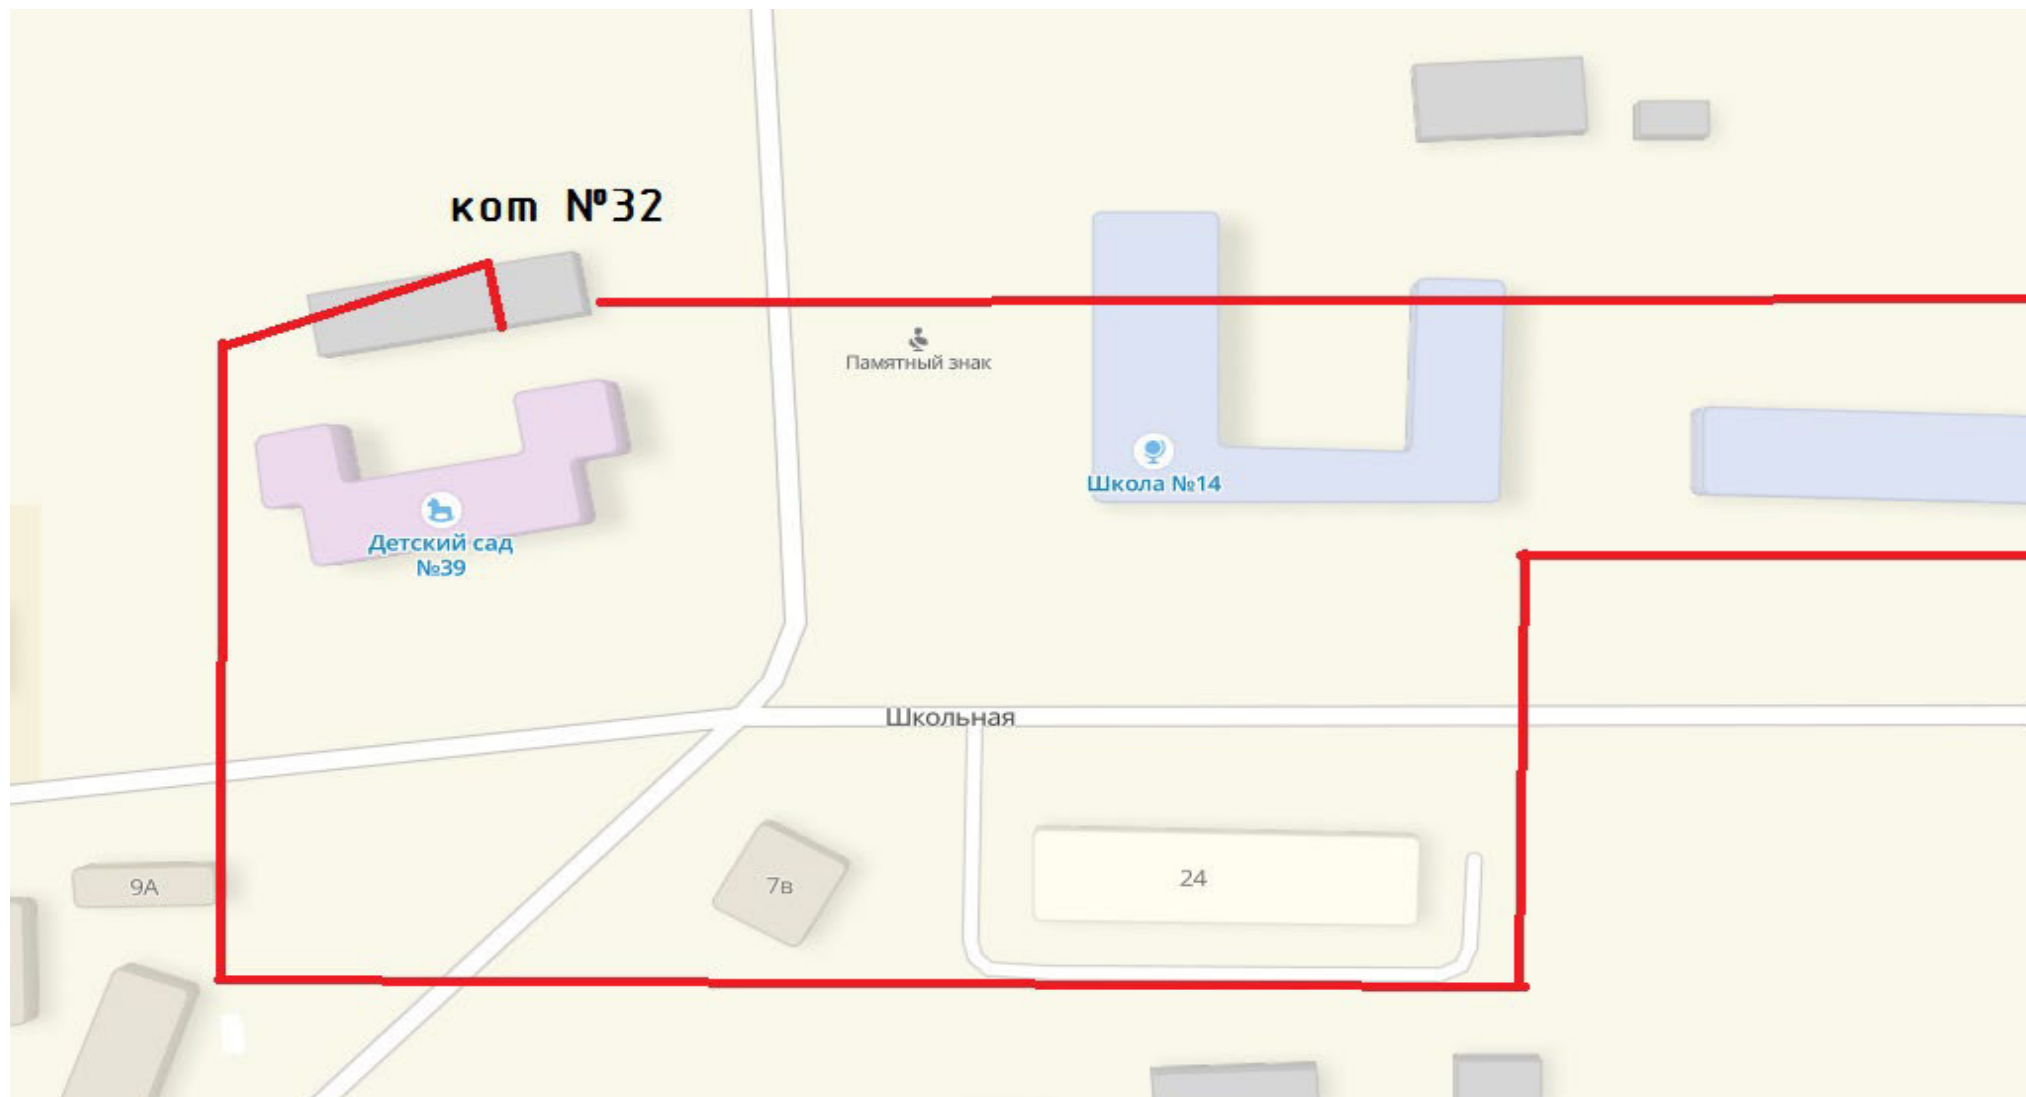 кот №32
Памятный знак
Школа №14
Детский сад
№39
Школьная
9А
7в
24